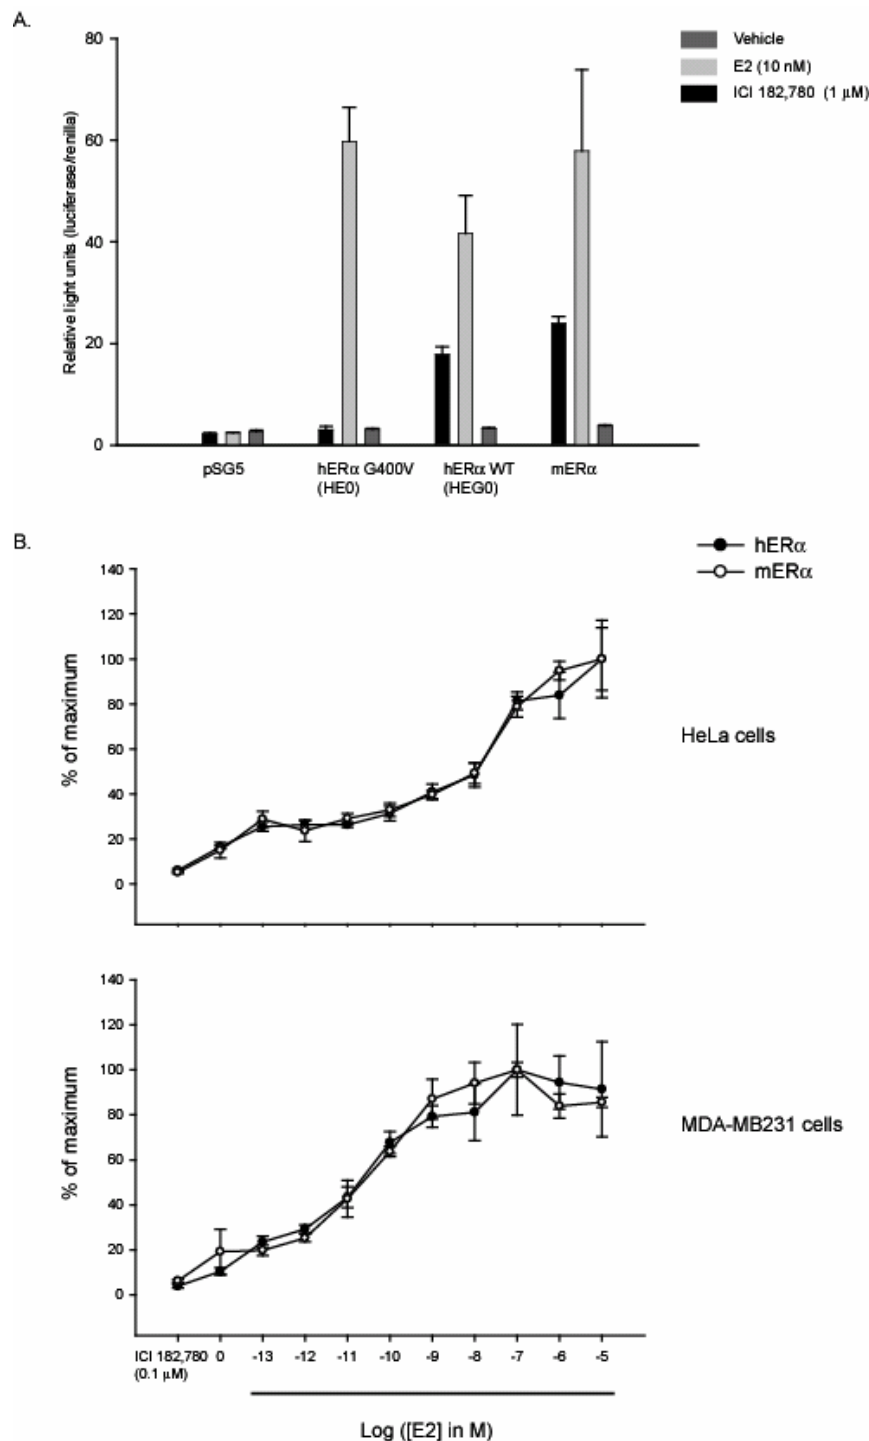 A.
80
60
40
20
0
Relative light units (luciferase/renilla)
Vehicle
E2 (10 nM)
ICI 182,780 (1 μM)
pSG5
hERα G400V
(HE0)
hERα WT
(HEG0)
mERα
B.
hERα
mERα
140
120
100
80
60
40
20
0
% of maximum
HeLa cells
140
120
100
80
60
40
20
0
% of maximum
MDA-MB231 cells
ICI 182,780
(0.1 μM)
0
-13
-12
-11
-10
-9
-8
-7
-6
-5
Log ([E2] in M)